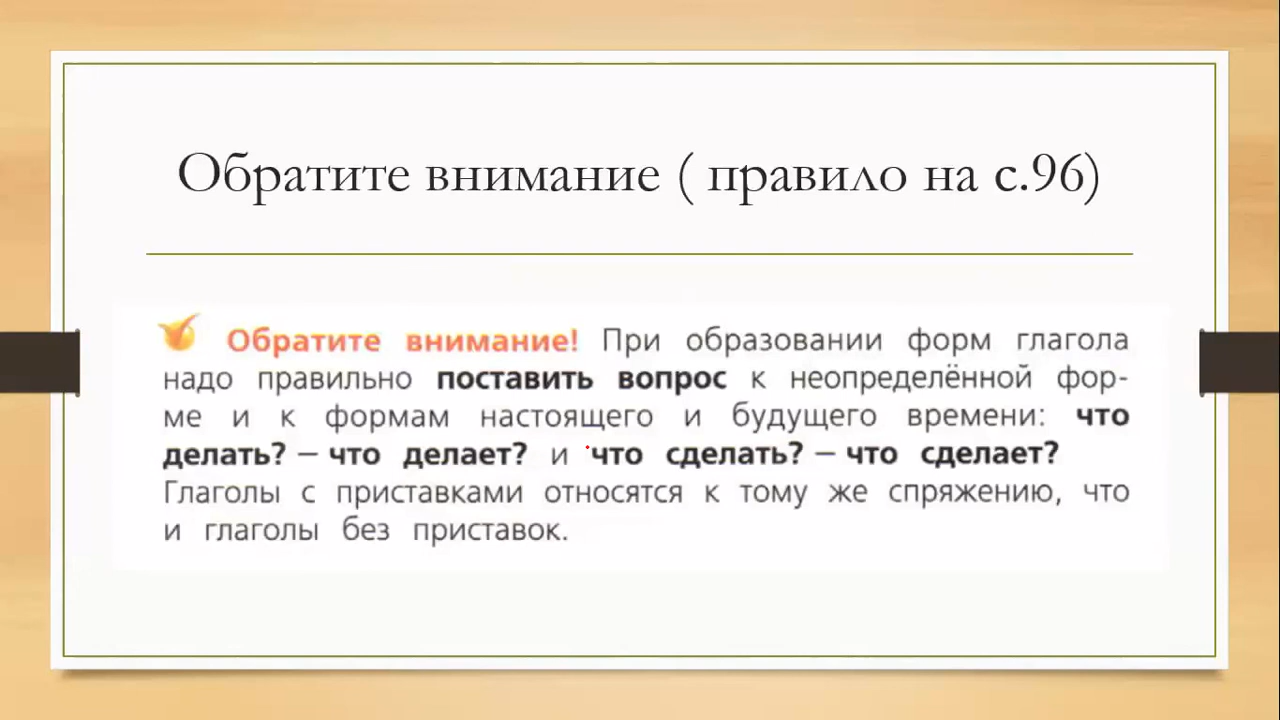 Обратите внимание ( правило на с.96)
Обратите внимание! При образовании форм глагола
надо правильно поставить вопрос к неопределённой фор-
ме и к формам настоящего и будущего времени: что
делать? – что делает? и что сделать? – что сделает?
Глаголы с приставками относятся к тому же спряжению, что
и глаголы без приставок.